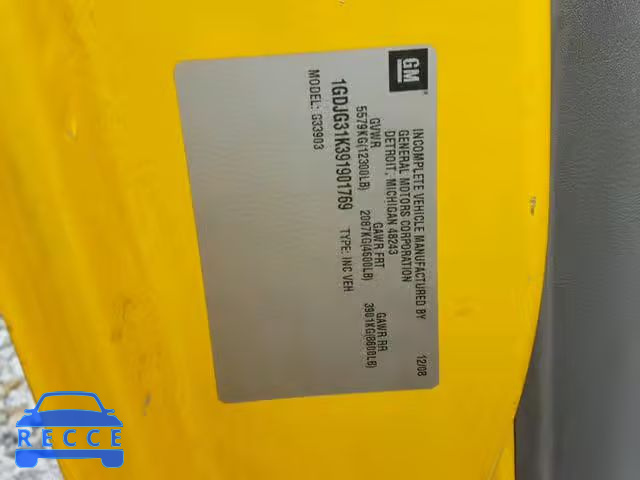 GM
INCOMPLETE VEHICLE MANUFACTURED BY
GENERAL MOTORS CORPORATION
DETROIT, MICHIGAN 48243
12/08
GVWR GAWR FRT GAWR RR
5579KG(12300LB) 2087KG(4600LB) 3901KG(8600LB)
1GDJG31K391901769 TYPE: INC VEH
MODEL: G33903
RECCE